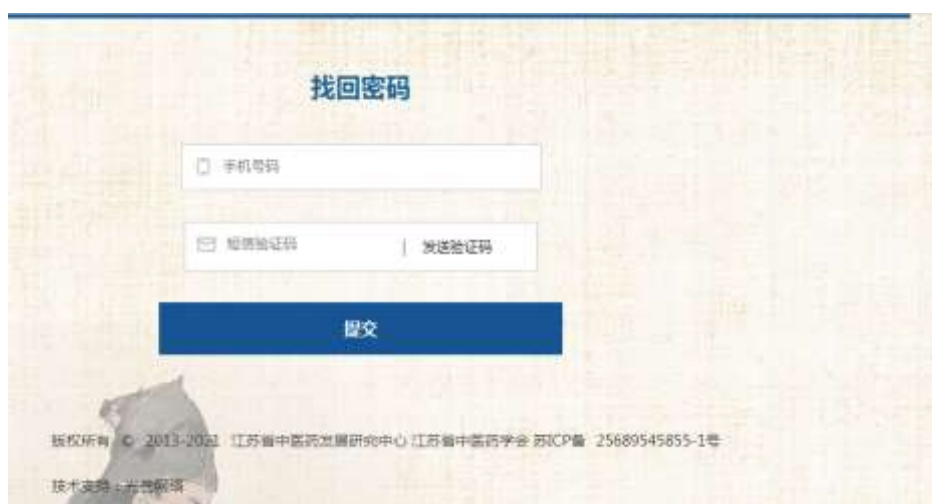 找回密码
手机号码
短信验证码 | 发送验证码
提交
版权所有 © 2013-2021 江苏省中医药发展研究中心 江苏省中医药学会 苏ICP备 25689545855-1号
技术支持：网络